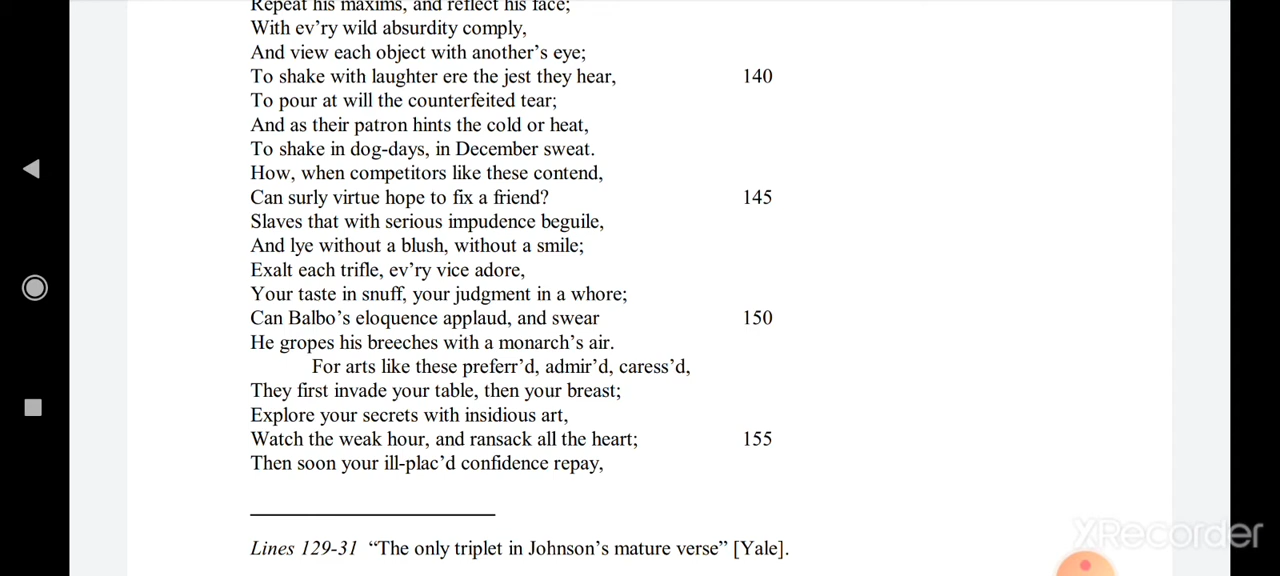 Repeat his maxims, and reflect his face;
With ev’ry wild absurdity comply,
And view each object with another’s eye;
To shake with laughter ere the jest they hear, 140
To pour at will the counterfeited tear;
And as their patron hints the cold or heat,
To shake in dog-days, in December sweat.
How, when competitors like these contend,
Can surly virtue hope to fix a friend? 145
Slaves that with serious impudence beguile,
And lye without a blush, without a smile;
Exalt each trifle, ev’ry vice adore,
Your taste in snuff, your judgment in a whore;
Can Balbo’s eloquence applaud, and swear 150
He gropes his breeches with a monarch’s air.
For arts like these preferr’d, admir’d, caress’d,
They first invade your table, then your breast;
Explore your secrets with insidious art,
Watch the weak hour, and ransack all the heart; 155
Then soon your ill-plac’d confidence repay,
Lines 129-31 “The only triplet in Johnson’s mature verse” [Yale].
XRecorder